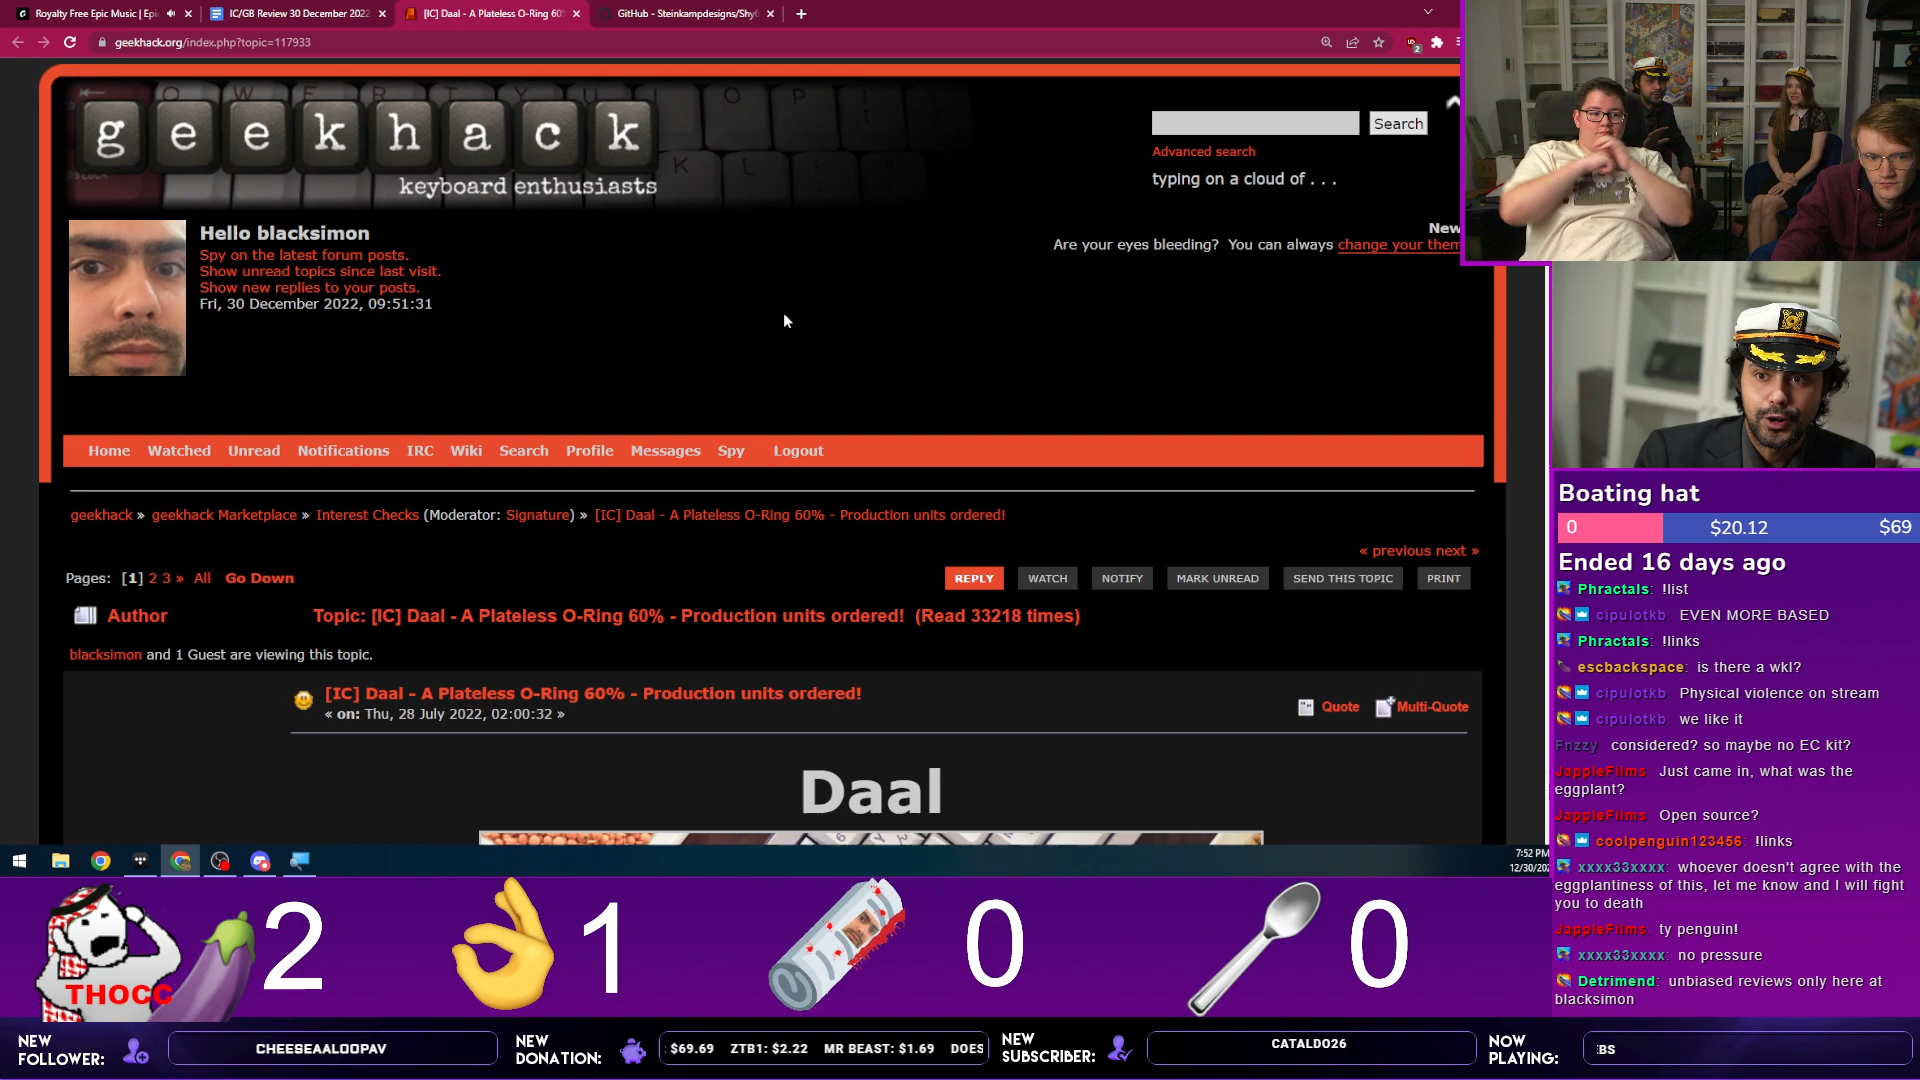 Royalty Free Epic Music | Epi
IC/GB Review 30 December 2022
[IC] Daal - A Plateless O-Ring 60%
GitHub - Steinkampdesigns/Shy6
geekhack.org/index.php?topic=117933
geekhack
keyboard enthusiasts
Search
Advanced search
typing on a cloud of . . .
Hello blacksimon
Spy on the latest forum posts.
Show unread topics since last visit.
Show new replies to your posts.
Fri, 30 December 2022, 09:51:31
New
Are your eyes bleeding? You can always change your them
Home Watched Unread Notifications IRC Wiki Search Profile Messages Spy Logout
geekhack » geekhack Marketplace » Interest Checks (Moderator: Signature) » [IC] Daal - A Plateless O-Ring 60% - Production units ordered!
« previous next »
Pages: [1] 2 3 » All Go Down
REPLY WATCH NOTIFY MARK UNREAD SEND THIS TOPIC PRINT
Author Topic: [IC] Daal - A Plateless O-Ring 60% - Production units ordered! (Read 33218 times)
blacksimon and 1 Guest are viewing this topic.
[IC] Daal - A Plateless O-Ring 60% - Production units ordered!
« on: Thu, 28 July 2022, 02:00:32 »
Quote Multi-Quote
Daal
7:52 PM
12/30/202
Boating hat
0 $20.12 $69
Ended 16 days ago
Phractals: !list
cipulotkb: EVEN MORE BASED
Phractals: !links
escbackspace: is there a wkl?
cipulotkb: Physical violence on stream
cipulotkb: we like it
Fnzzy: considered? so maybe no EC kit?
JappieFilms: Just came in, what was the
eggplant?
JappieFilms: Open source?
coolpenguin123456: !links
xxxx33xxxx: whoever doesn't agree with the
eggplantiness of this, let me know and I will fight
you to death
JappieFilms: ty penguin!
xxxx33xxxx: no pressure
Detrimend: unbiased reviews only here at
blacksimon
THOCC 2 1 0 0
NEW
FOLLOWER:
CHEESEAALOOPAV
NEW
DONATION:
: $69.69 ZTB1: $2.22 MR BEAST: $1.69 DOES
NEW
SUBSCRIBER:
CATALDO26
NOW
PLAYING: